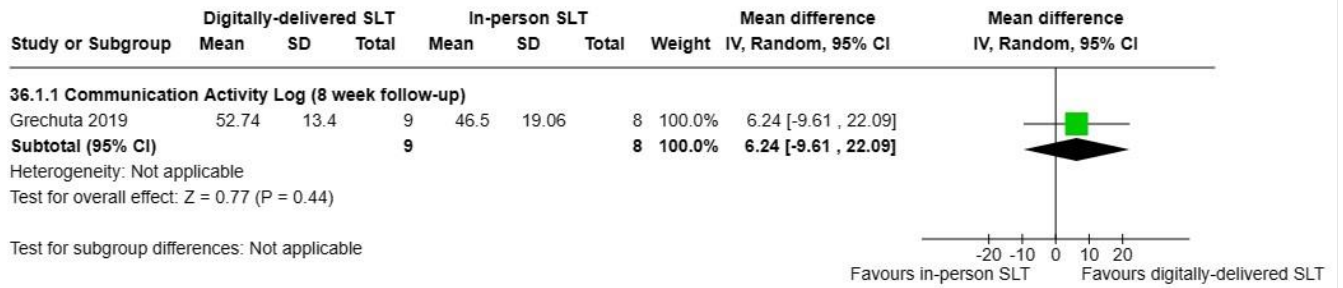 Digitally-delivered SLT In-person SLT Mean difference Mean difference
Study or Subgroup Mean SD Total Mean SD Total Weight IV, Random, 95% CI IV, Random, 95% CI
36.1.1 Communication Activity Log (8 week follow-up)
Grechuta 2019 52.74 13.4 9 46.5 19.06 8 100.0% 6.24 [-9.61 , 22.09]
Subtotal (95% CI) 9 8 100.0% 6.24 [-9.61 , 22.09]
Heterogeneity: Not applicable
Test for overall effect: Z = 0.77 (P = 0.44)
Test for subgroup differences: Not applicable
-20 -10 0 10 20
Favours in-person SLT Favours digitally-delivered SLT